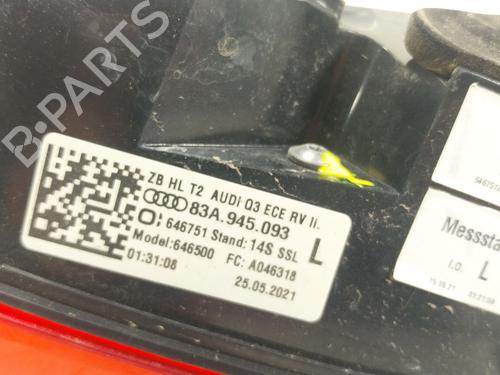 B-PARTS
ZB HL T2 AUDI Q3 ECE RV li.
83A.945.093
646751 Stand: 14S SSL
L
Model:646500 FC: A046318
01:31:08 25.05.2021
646751
Messsta
i.O. L